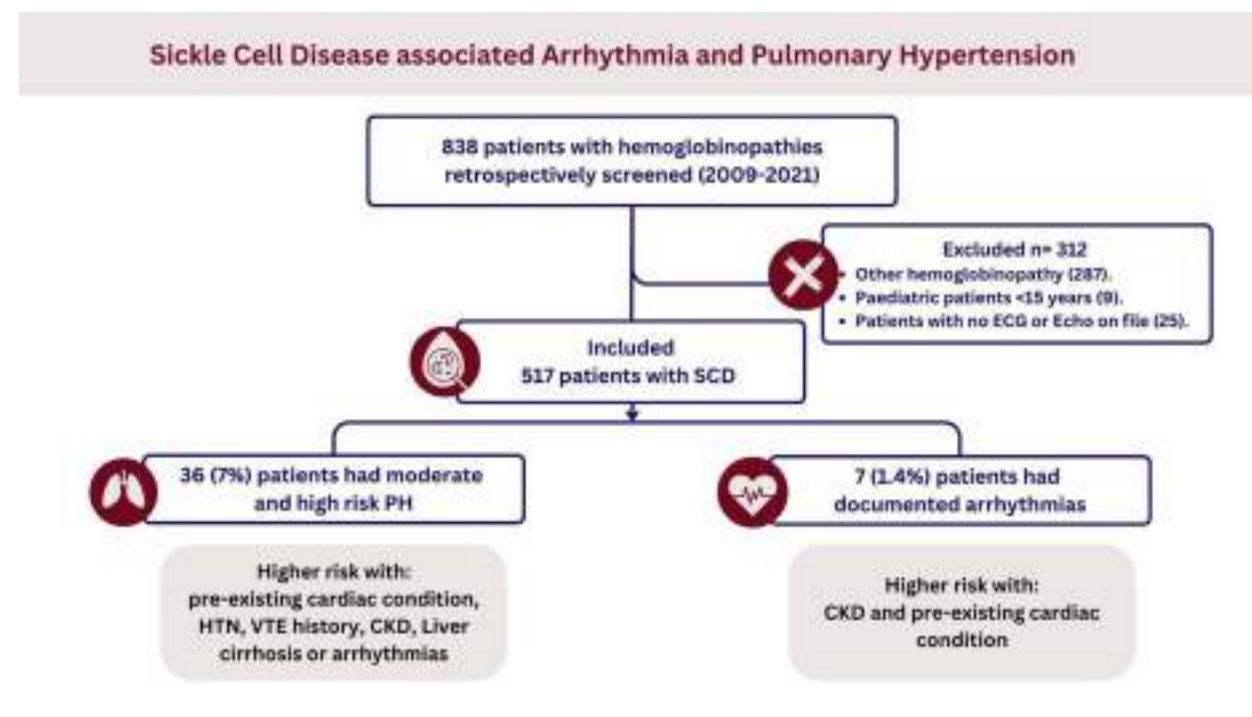 Sickle Cell Disease associated Arrhythmia and Pulmonary Hypertension
838 patients with hemoglobinopathies
retrospectively screened (2009-2021)
Excluded n= 312
• Other hemoglobinopathy (287).
• Paediatric patients <15 years (9).
• Patients with no ECG or Echo on file (25).
Included
517 patients with SCD
36 (7%) patients had moderate
and high risk PH
7 (1.4%) patients had
documented arrhythmias
Higher risk with:
pre-existing cardiac condition,
HTN, VTE history, CKD, Liver
cirrhosis or arrhythmias
Higher risk with:
CKD and pre-existing cardiac
condition